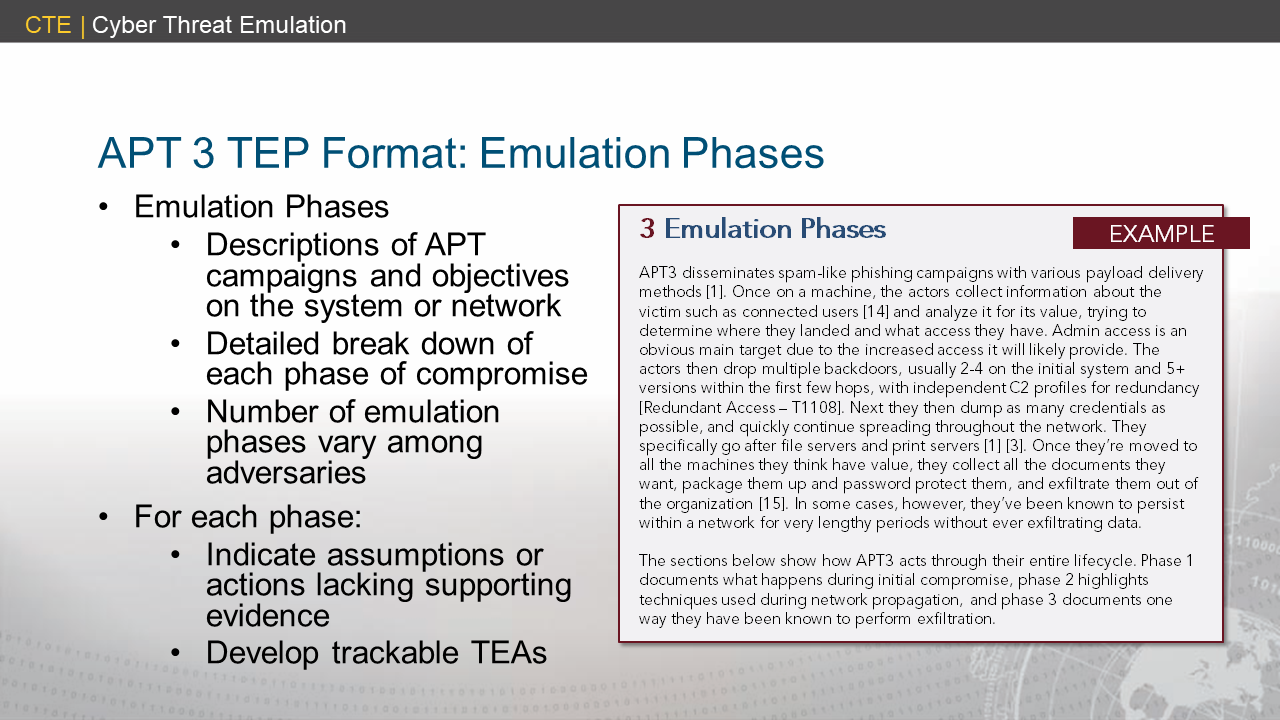 CTE | Cyber Threat Emulation
APT 3 TEP Format: Emulation Phases
• Emulation Phases
• Descriptions of APT
campaigns and objectives
on the system or network
• Detailed break down of
each phase of compromise
• Number of emulation
phases vary among
adversaries
• For each phase:
• Indicate assumptions or
actions lacking supporting
evidence
• Develop trackable TEAs
3 Emulation Phases
EXAMPLE
APT3 disseminates spam-like phishing campaigns with various payload delivery
methods [1]. Once on a machine, the actors collect information about the
victim such as connected users [14] and analyze it for its value, trying to
determine where they landed and what access they have. Admin access is an
obvious main target due to the increased access it will likely provide. The
actors then drop multiple backdoors, usually 2-4 on the initial system and 5+
versions within the first few hops, with independent C2 profiles for redundancy
[Redundant Access – T1108]. Next they then dump as many credentials as
possible, and quickly continue spreading throughout the network. They
specifically go after file servers and print servers [1] [3]. Once they’re moved to
all the machines they think have value, they collect all the documents they
want, package them up and password protect them, and exfiltrate them out of
the organization [15]. In some cases, however, they’ve been known to persist
within a network for very lengthy periods without ever exfiltrating data.
The sections below show how APT3 acts through their entire lifecycle. Phase 1
documents what happens during initial compromise, phase 2 highlights
techniques used during network propagation, and phase 3 documents one
way they have been known to perform exfiltration.